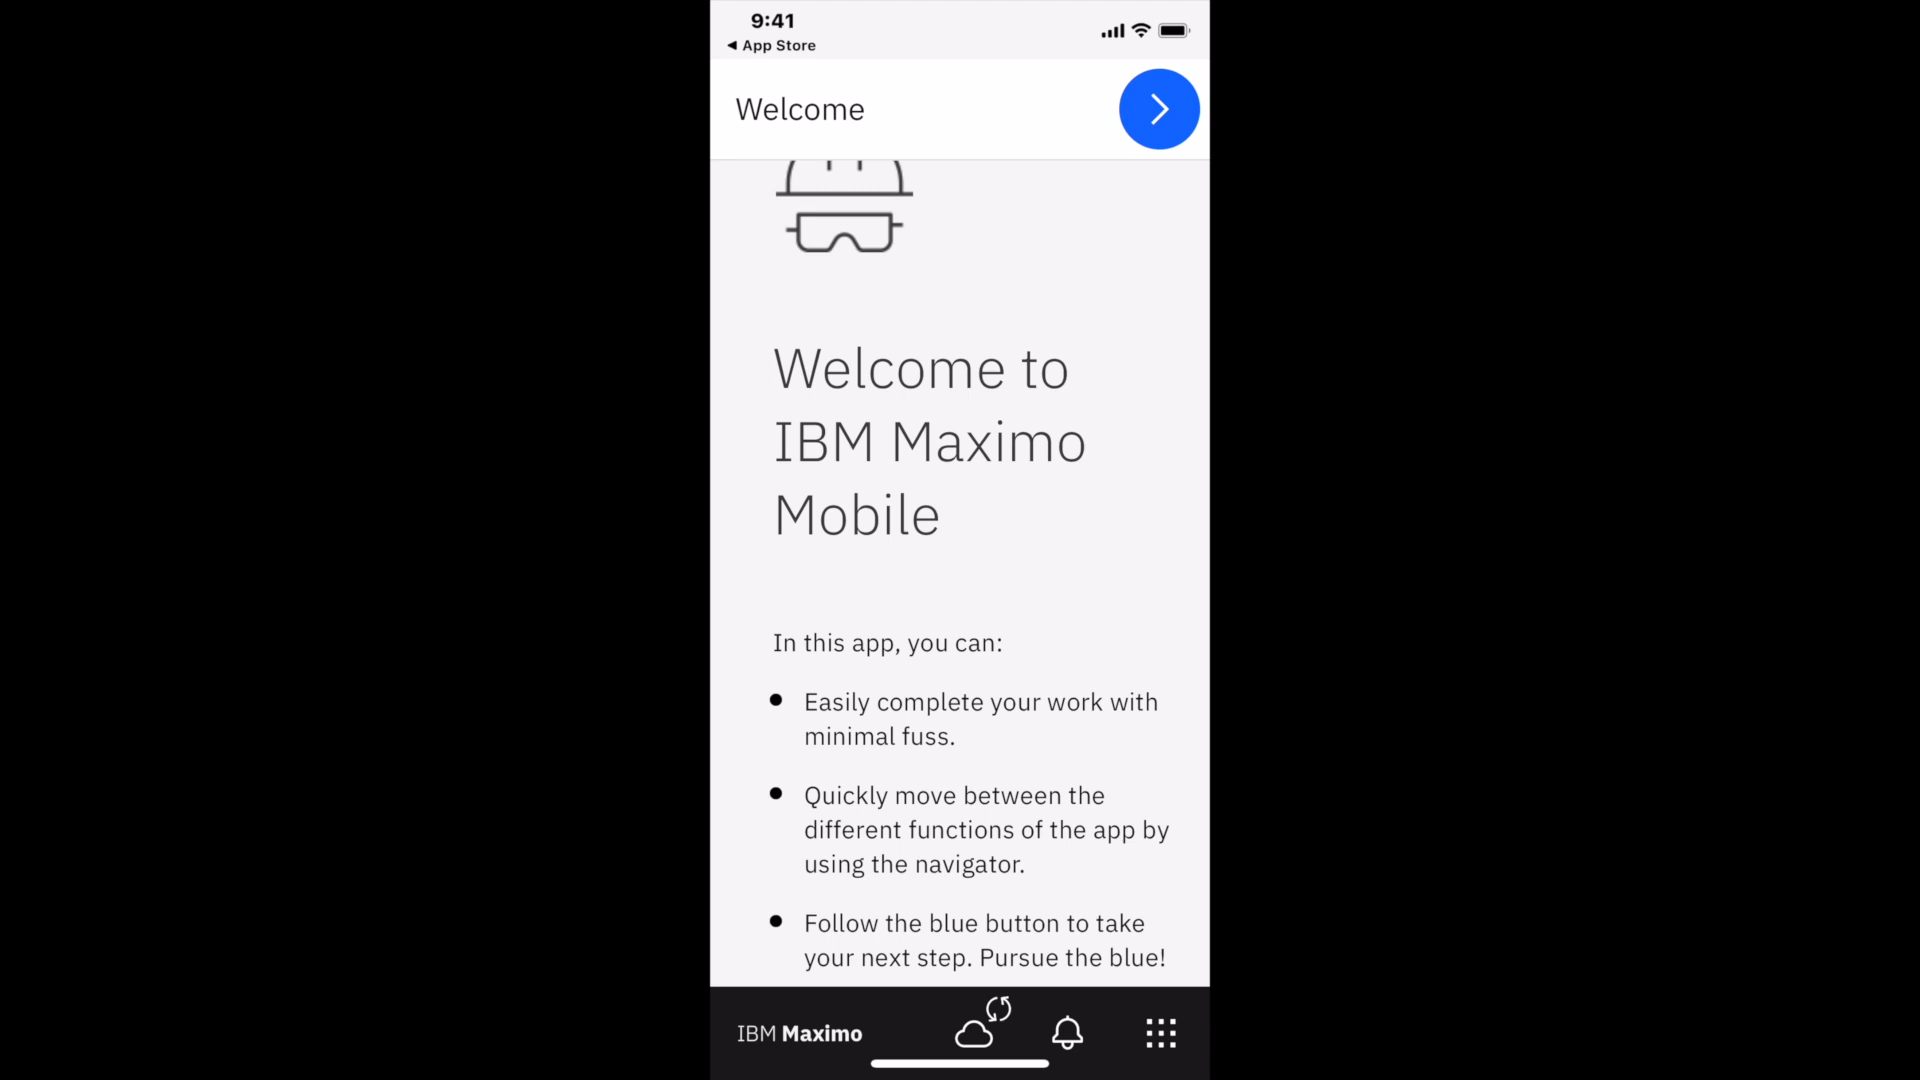 9:41
◀ App Store
Welcome
Welcome to
IBM Maximo
Mobile
In this app, you can:
• Easily complete your work with
minimal fuss.
• Quickly move between the
different functions of the app by
using the navigator.
• Follow the blue button to take
your next step. Pursue the blue!
IBM Maximo